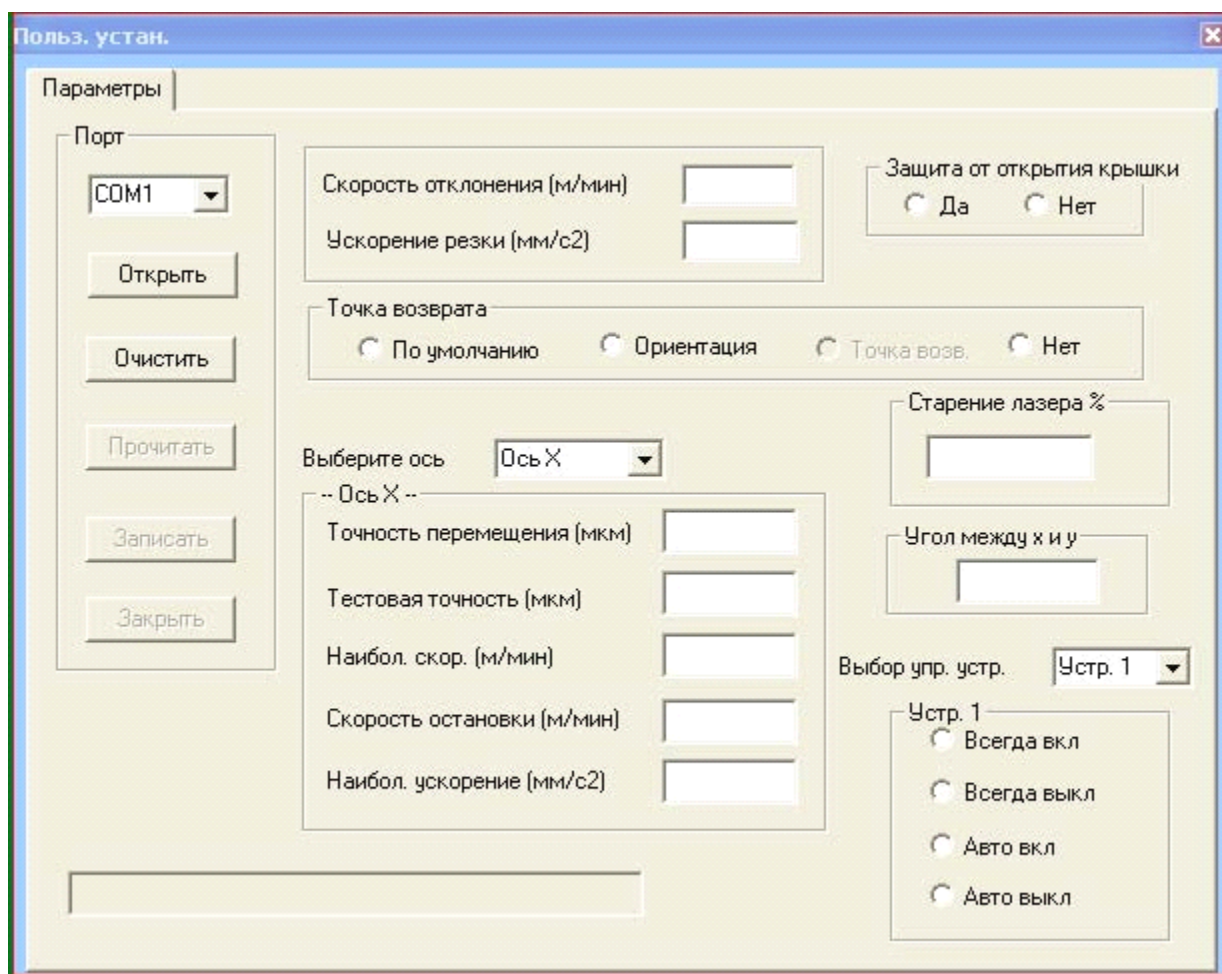 Польз. устан.
Параметры
Порт
COM1
Открыть
Очистить
Прочитать
Записать
Закрыть
Скорость отклонения (м/мин)
Ускорение резки (мм/с2)
Защита от открытия крышки
Да
Нет
Точка возврата
По умолчанию
Ориентация
Точка возв.
Нет
Выберите ось
Ось X
-- Ось X --
Точность перемещения (мкм)
Тестовая точность (мкм)
Наибол. скор. (м/мин)
Скорость остановки (м/мин)
Наибол. ускорение (мм/с2)
Старение лазера %
Угол между х и у
Выбор упр. устр.
Устр. 1
Устр. 1
Всегда вкл
Всегда выкл
Авто вкл
Авто выкл